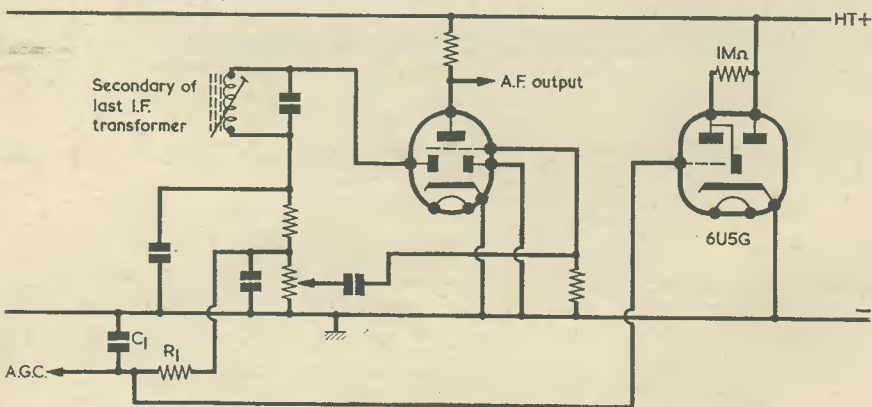 HT+
1MΩ
A.F. output
Secondary of
last I.F.
transformer
6U5G
C1
R1
A.G.C.